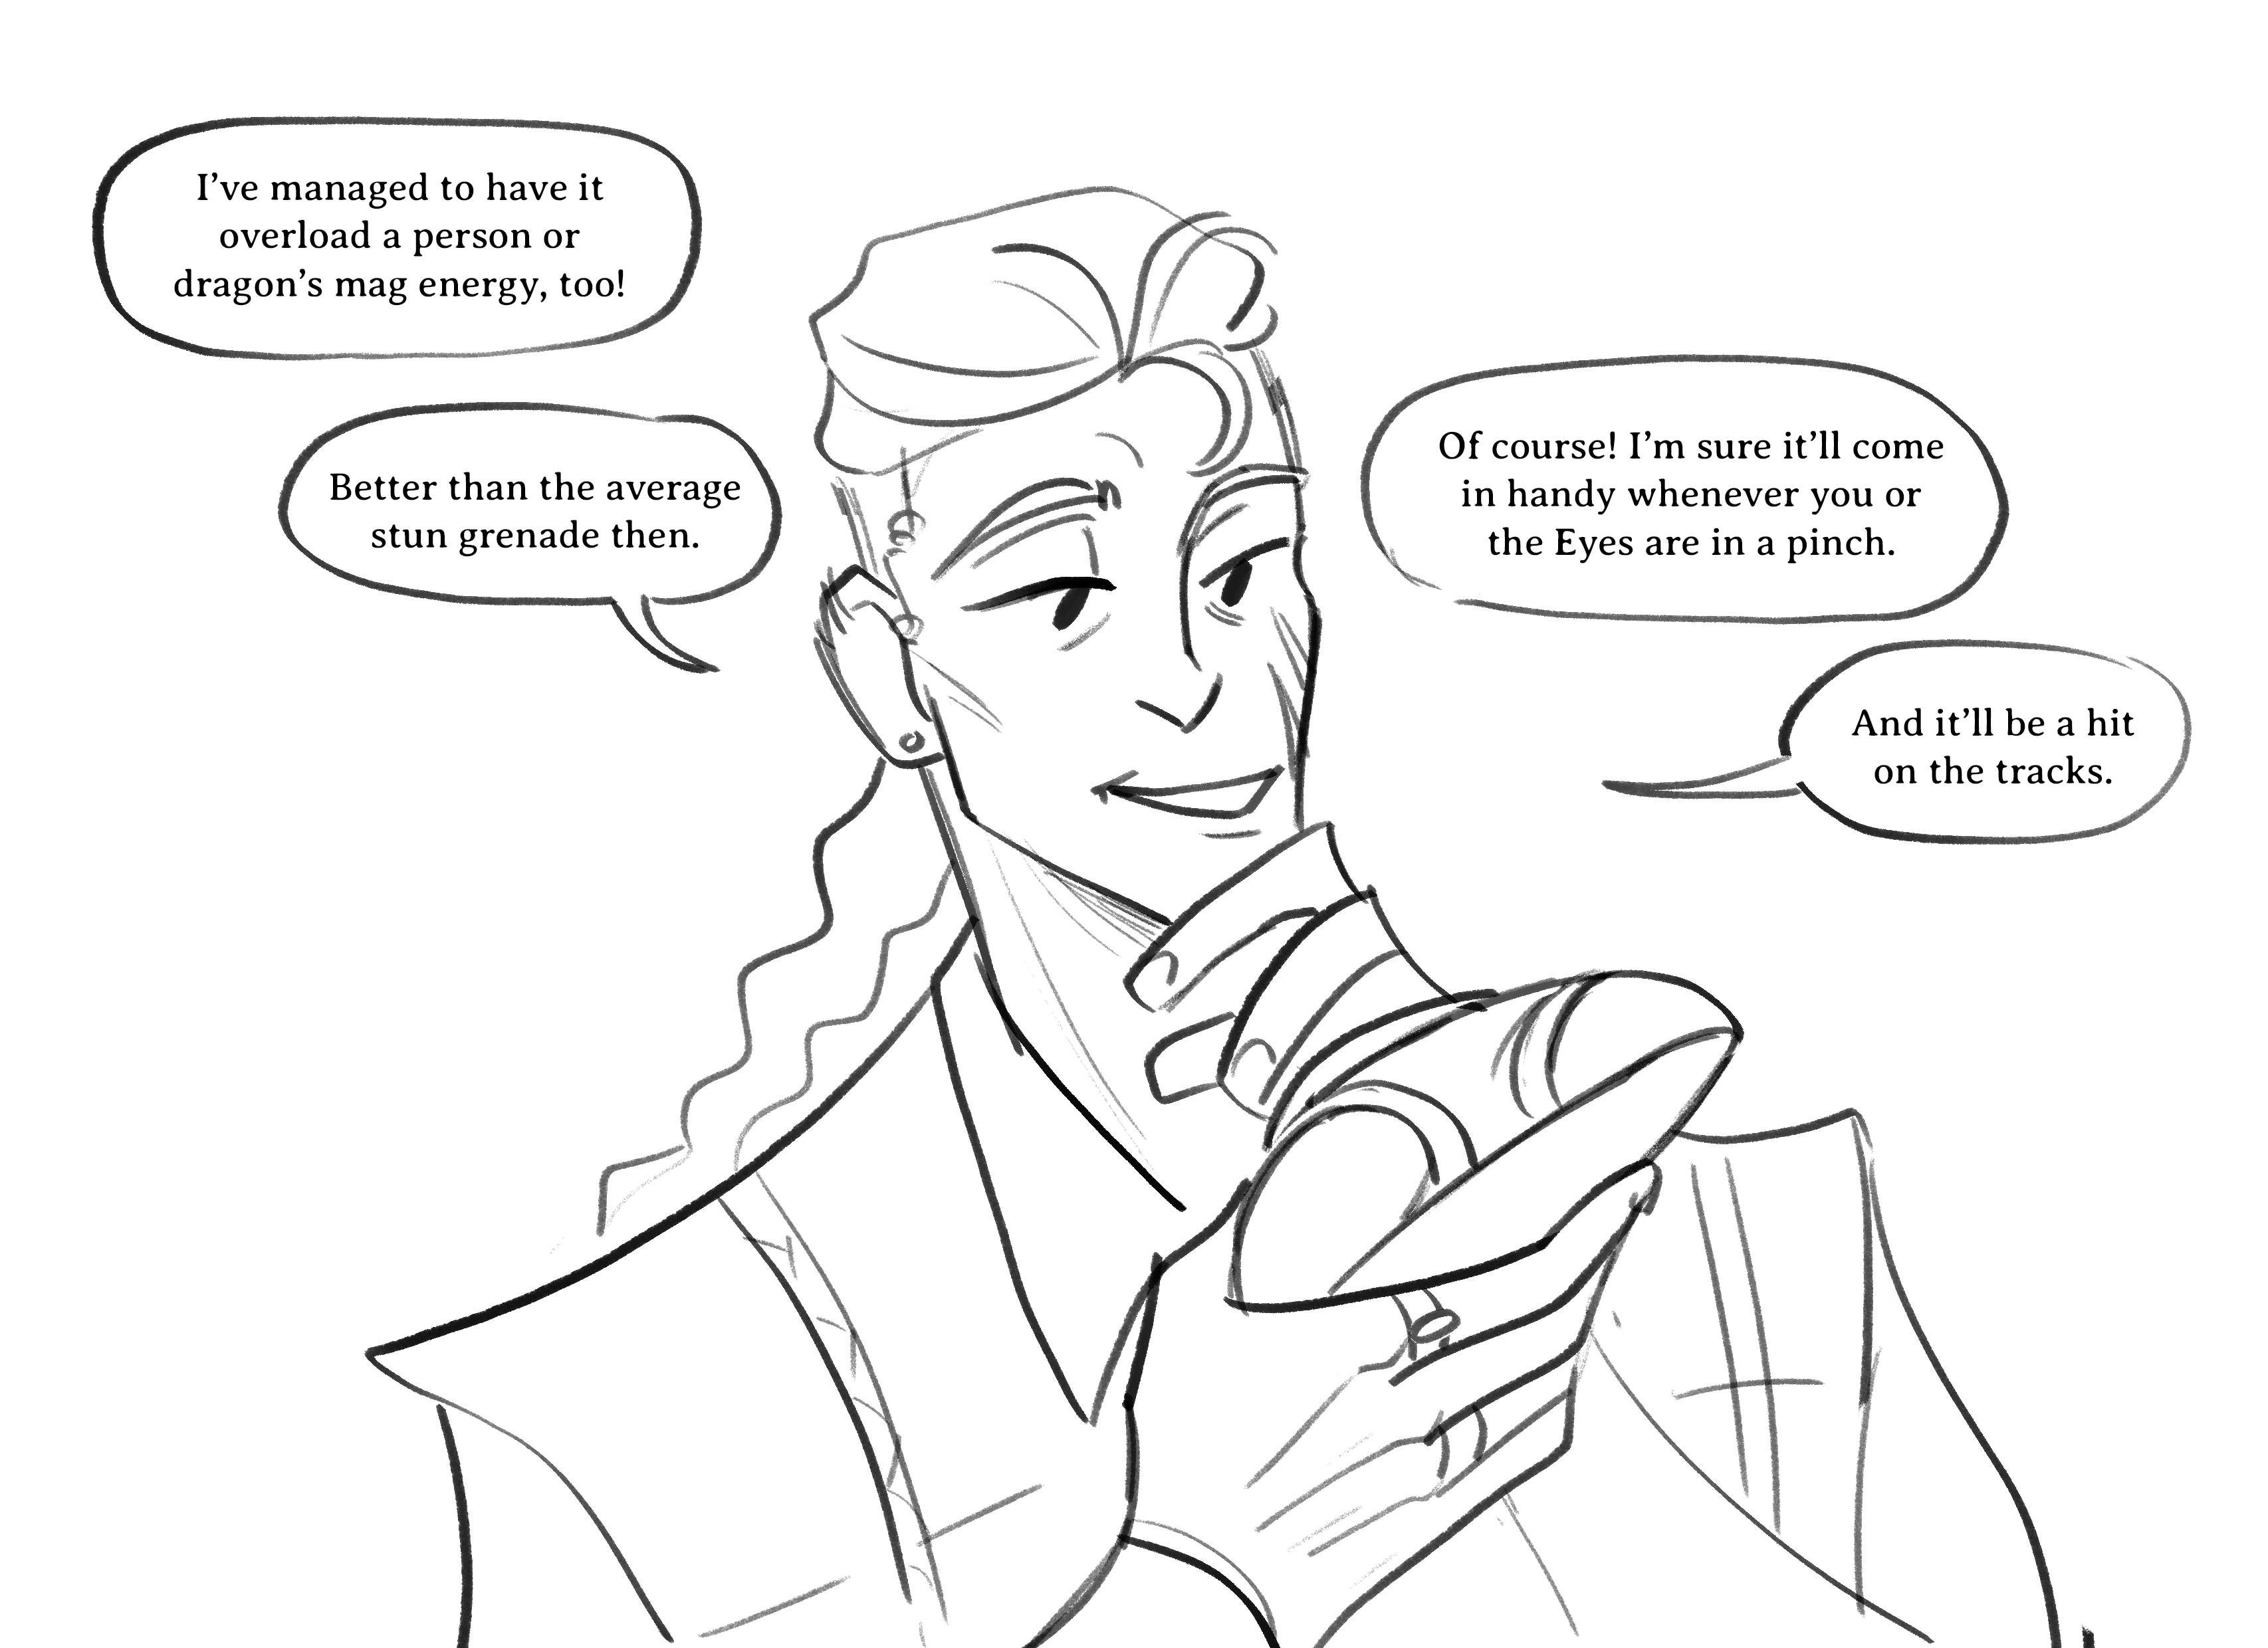 I've managed to have it
overload a person or
dragon's mag energy, too!
Better than the average
stun grenade then.
Of course! I'm sure it'll come
in handy whenever you or
the Eyes are in a pinch.
And it'll be a hit
on the tracks.